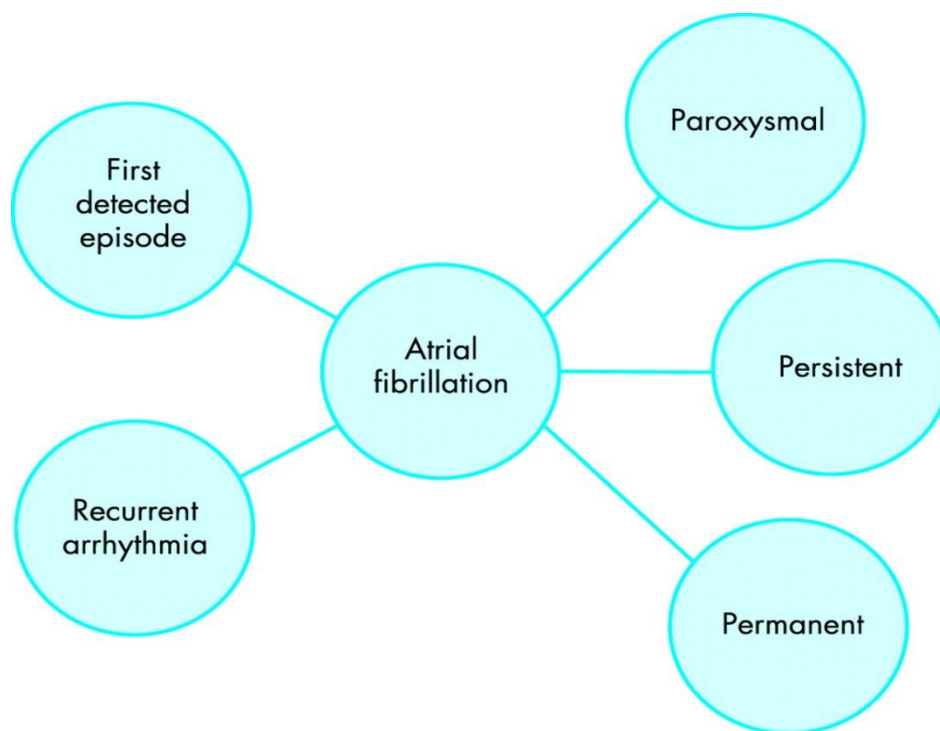 First
detected
episode
Recurrent
arrhythmia
Atrial
fibrillation
Paroxysmal
Persistent
Permanent